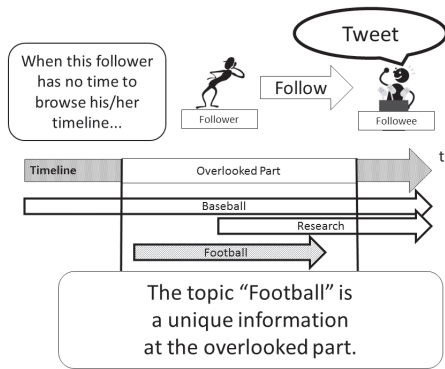 Tweet
When this follower
has no time to
browse his/her
timeline...
Follow
Follower
Followee
t
Timeline
Overlooked Part
Baseball
Research
Football
The topic “Football” is
a unique information
at the overlooked part.